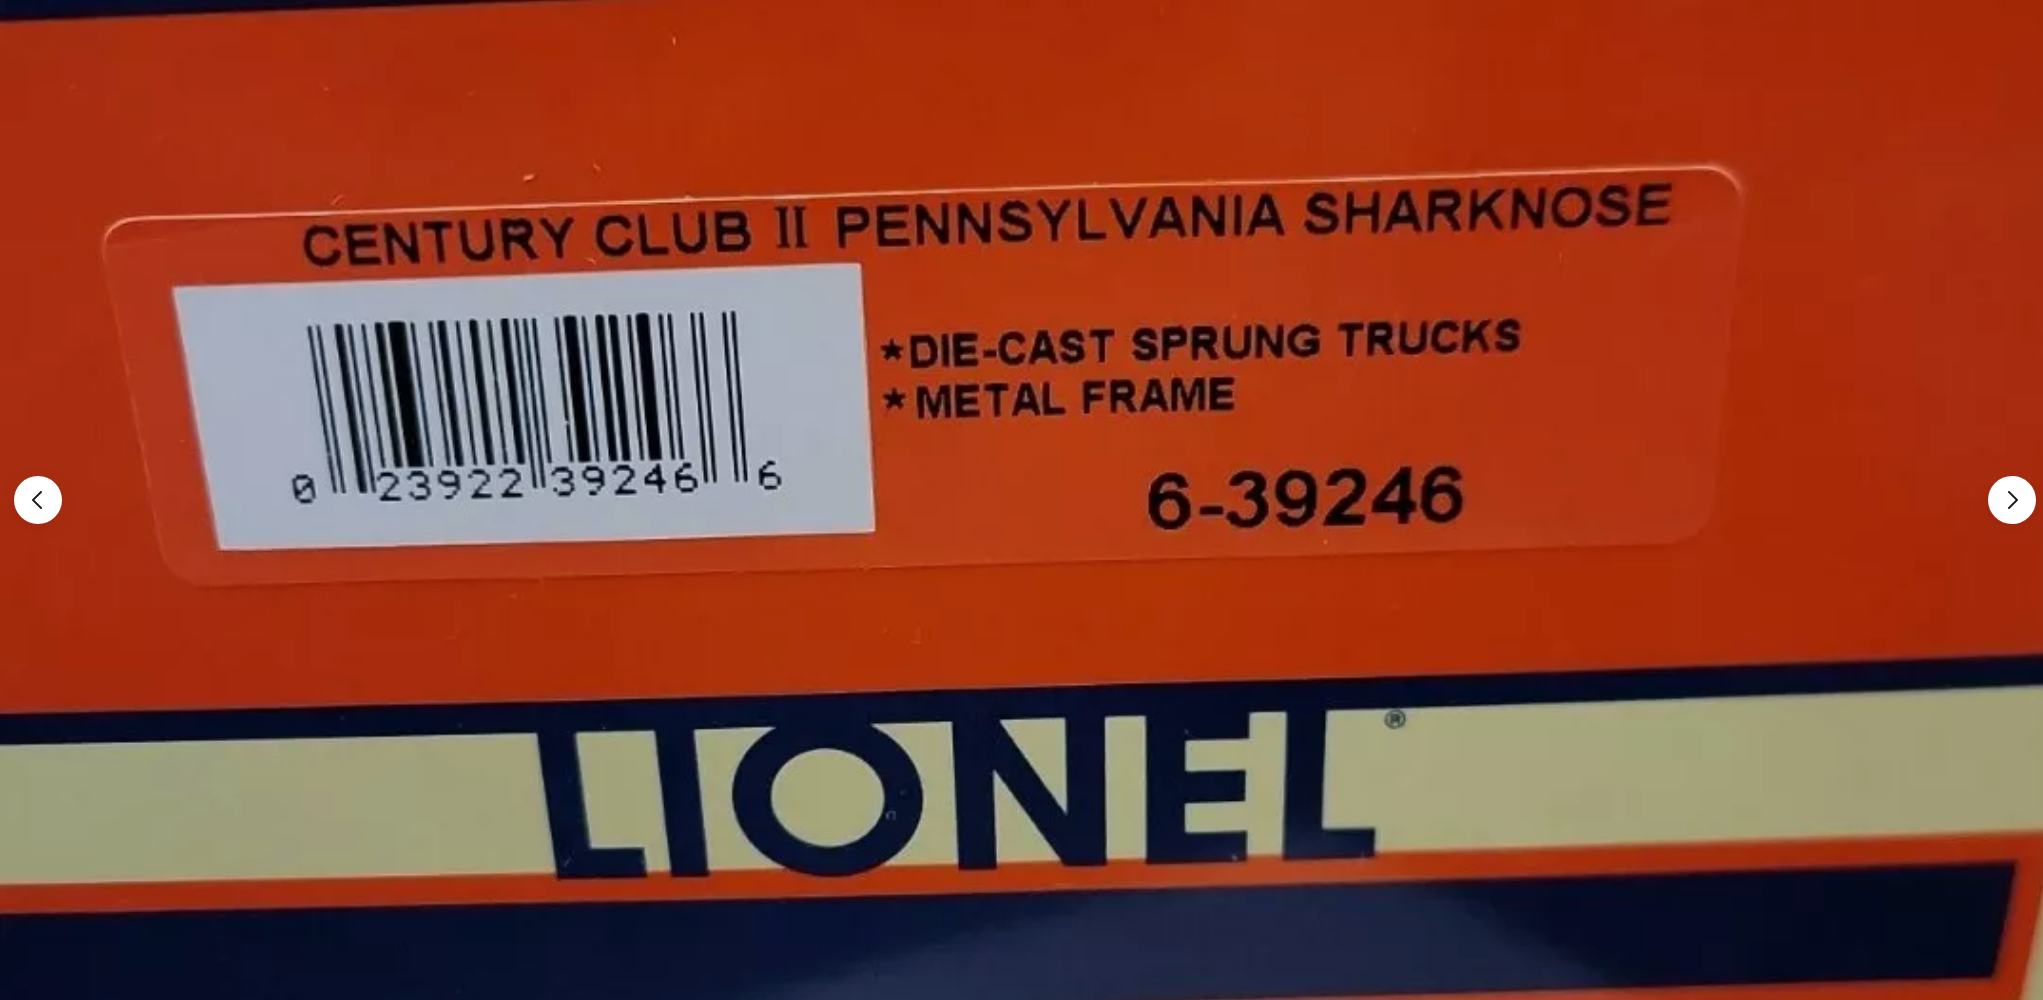 CENTURY CLUB II PENNSYLVANIA SHARKNOSE
*DIE-CAST SPRUNG TRUCKS
*METAL FRAME
0 23922 39246 6
6-39246
LIONEL®